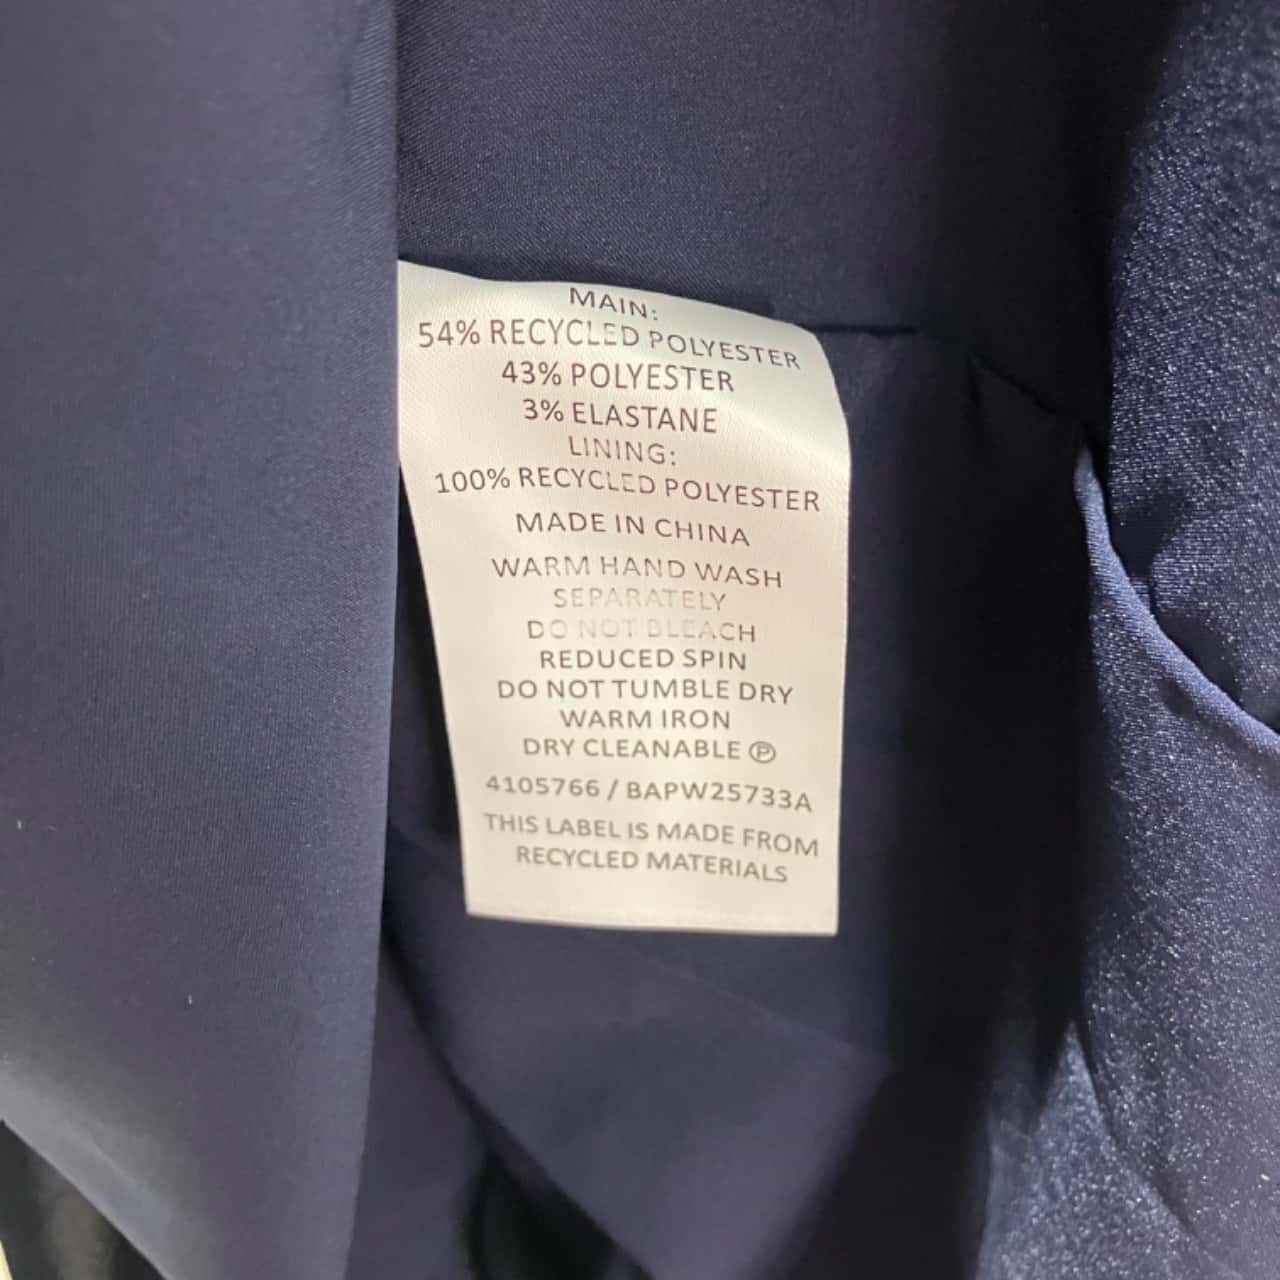 MAIN:
54% RECYCLED POLYESTER
43% POLYESTER
3% ELASTANE
LINING:
100% RECYCLED POLYESTER
MADE IN CHINA
WARM HAND WASH
SEPARATELY
DO NOT BLEACH
REDUCED SPIN
DO NOT TUMBLE DRY
WARM IRON
DRY CLEANABLE Ⓟ
4105766 / BAPW25733A
THIS LABEL IS MADE FROM
RECYCLED MATERIALS